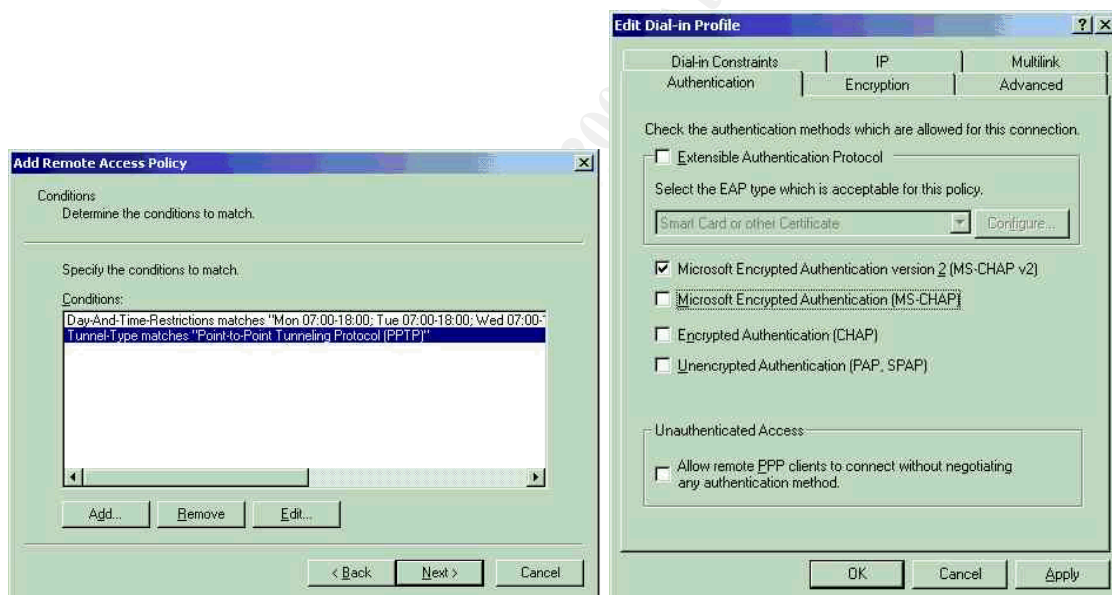 Add Remote Access Policy
Conditions
Determine the conditions to match.
Specify the conditions to match.
Conditions:
Day-And-Time-Restrictions matches "Mon 07:00-18:00; Tue 07:00-18:00; Wed 07:00-
Tunnel-Type matches "Point-to-Point Tunneling Protocol (PPTP)"
Add...
Remove
Edit...
< Back
Next >
Cancel
Edit Dial-in Profile
Dial-in Constraints
IP
Multilink
Authentication
Encryption
Advanced
Check the authentication methods which are allowed for this connection.
Extensible Authentication Protocol
Select the EAP type which is acceptable for this policy.
Smart Card or other Certificate
Configure...
Microsoft Encrypted Authentication version 2 (MS-CHAP v2)
Microsoft Encrypted Authentication (MS-CHAP)
Encrypted Authentication (CHAP)
Unencrypted Authentication (PAP, SPAP)
Unauthenticated Access
Allow remote PPP clients to connect without negotiating
any authentication method.
OK
Cancel
Apply